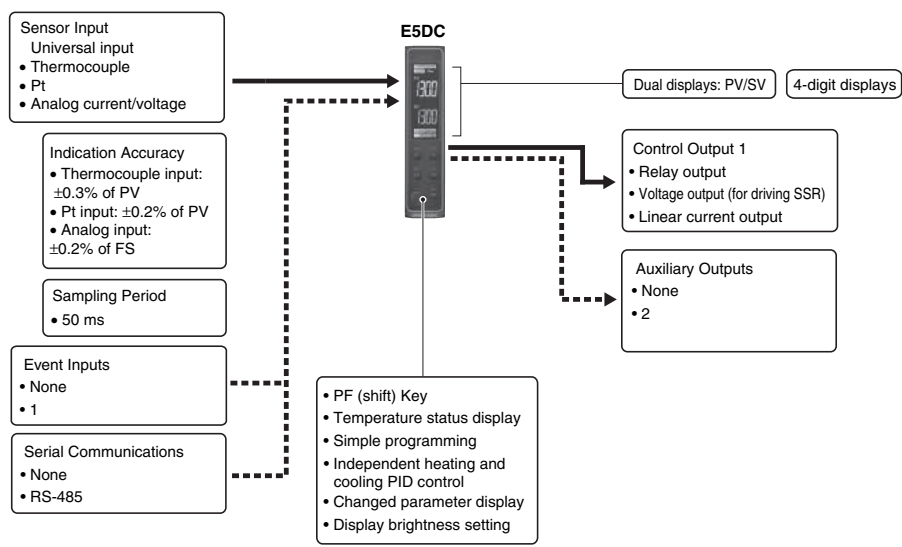 Sensor Input
Universal input
• Thermocouple
• Pt
• Analog current/voltage
Indication Accuracy
• Thermocouple input:
±0.3% of PV
• Pt input: ±0.2% of PV
• Analog input:
±0.2% of FS
Sampling Period
• 50 ms
Event Inputs
• None
• 1
Serial Communications
• None
• RS-485
E5DC
1300
1300
• PF (shift) Key
• Temperature status display
• Simple programming
• Independent heating and
cooling PID control
• Changed parameter display
• Display brightness setting
Dual displays: PV/SV
4-digit displays
Control Output 1
• Relay output
• Voltage output (for driving SSR)
• Linear current output
Auxiliary Outputs
• None
• 2